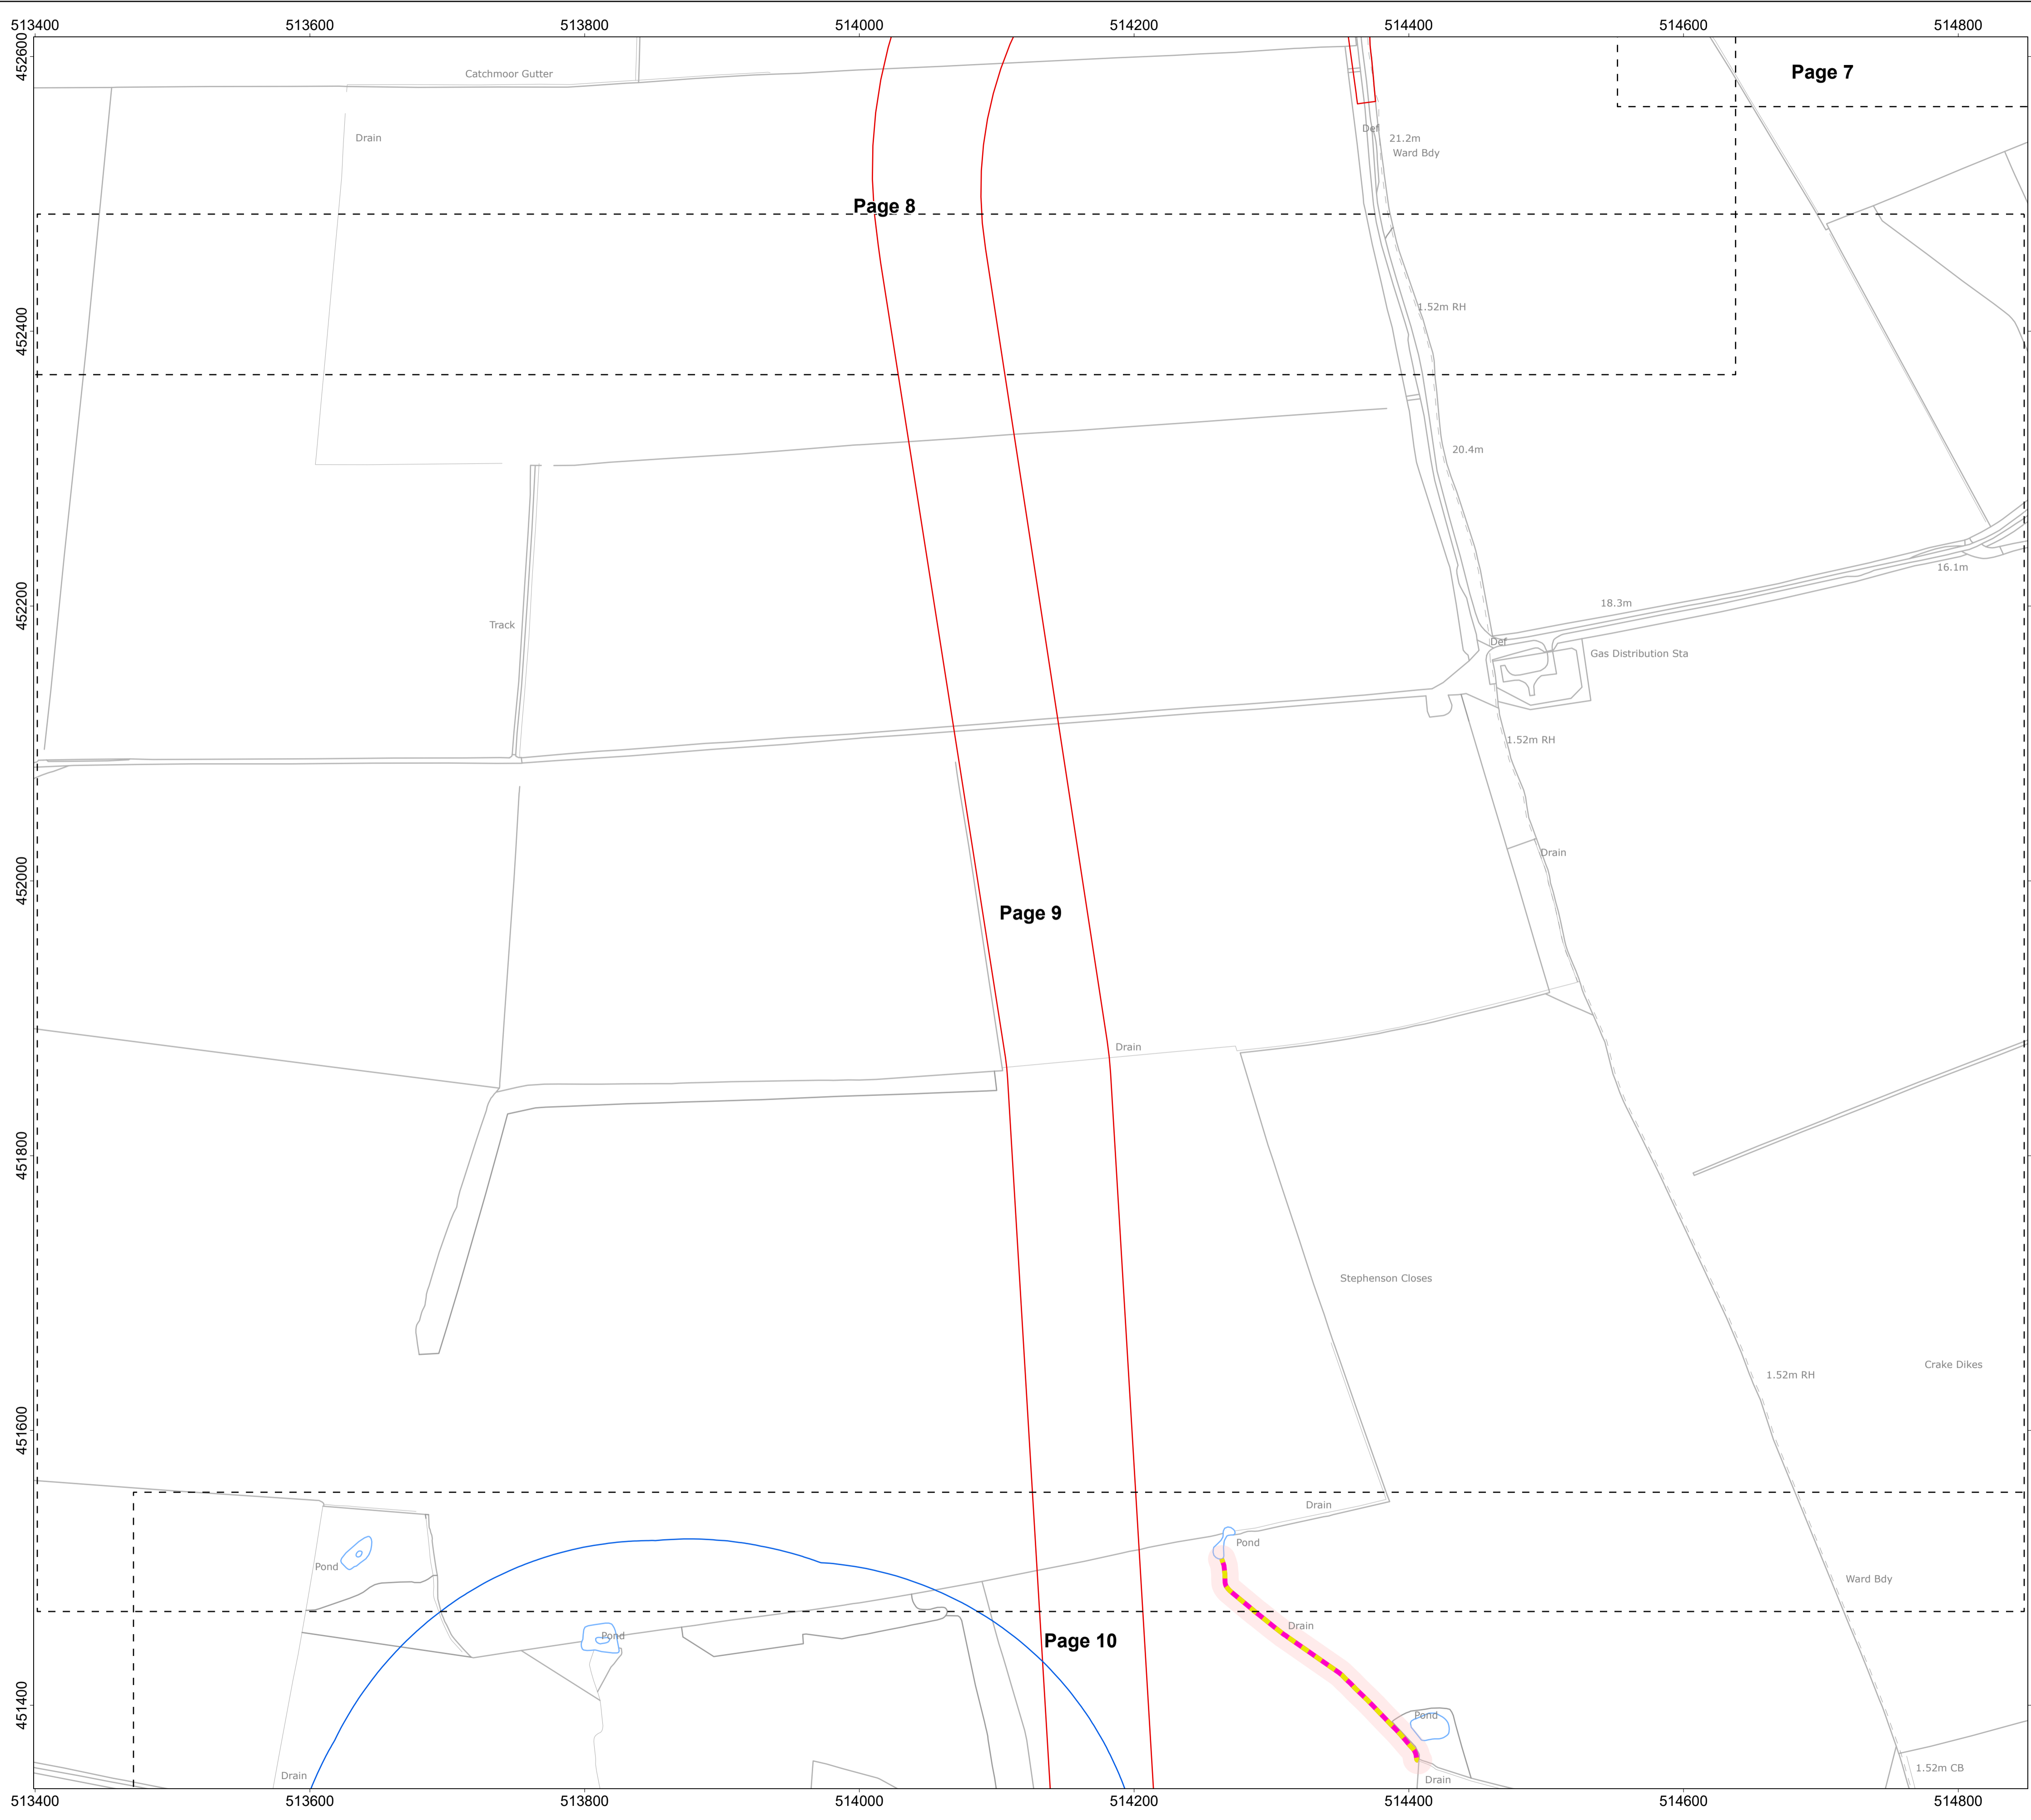 513400 513600 513800 514000 514200 514400 514600 514800
452600
Page 7
Catchmoor Gutter
Def
Drain
21.2m
Ward Bdy
Page 8
1.52m RH
452400
20.4m
16.1m
452200
18.3m
Track
Def
Gas Distribution Sta
1.52m RH
Drain
452000
Page 9
Drain
451800
Stephenson Closes
Crake Dikes
1.52m RH
451600
Drain
Pond
Pond
Ward Bdy
Drain
Pond
Page 10
451400
Pond
1.52m CB
Drain
Drain
513400 513600 513800 514000 514200 514400 514600 514800